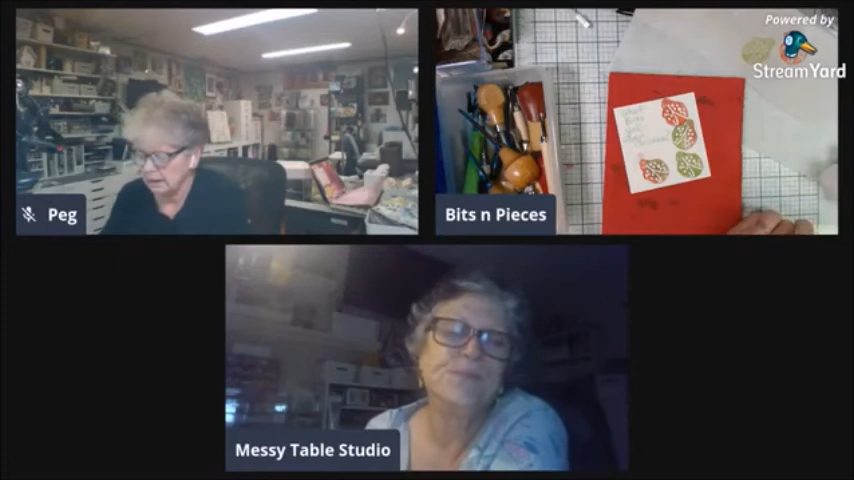 Powered by
StreamYard
Peg
Bits n Pieces
Messy Table Studio